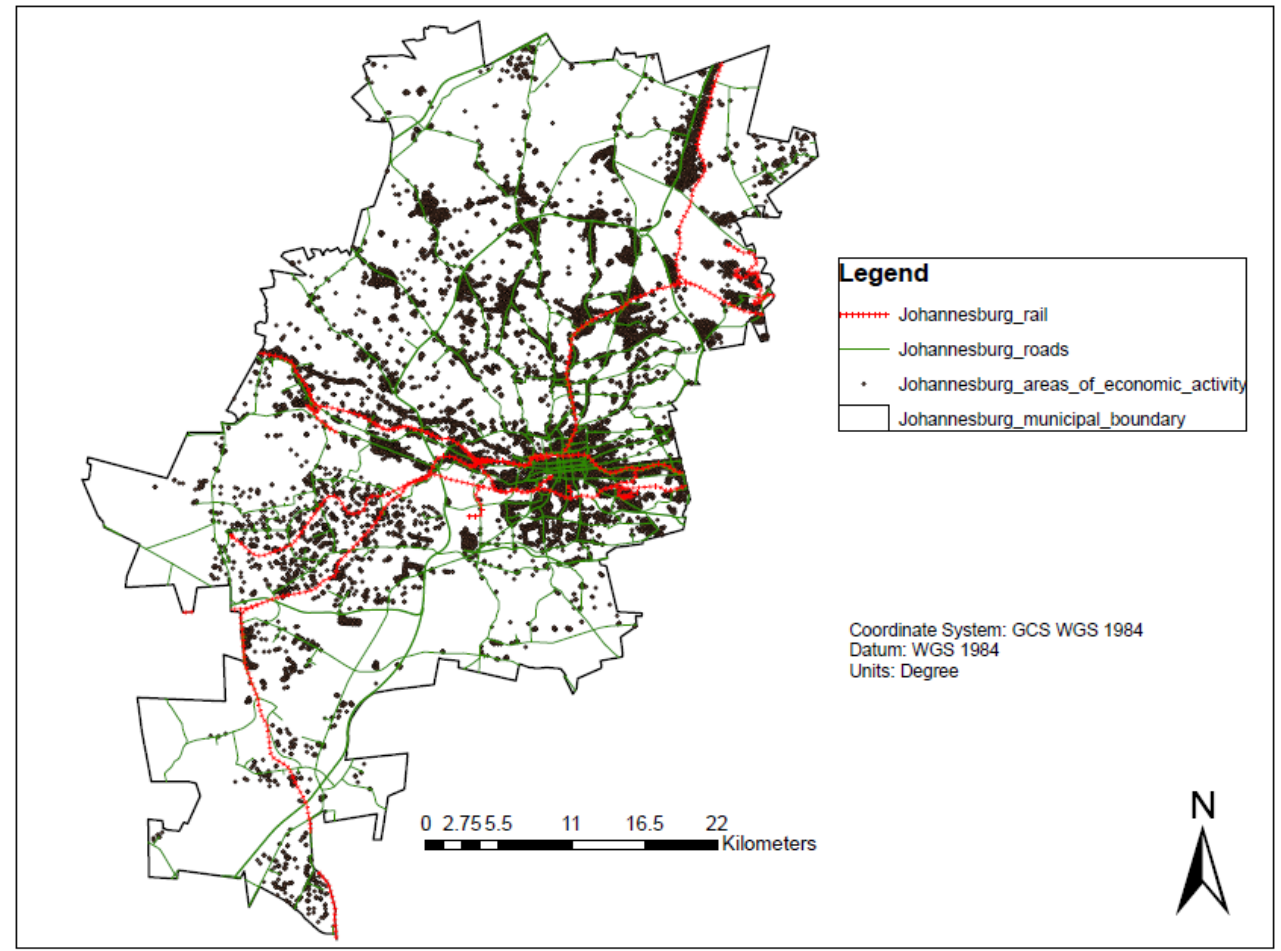 Legend
Johannesburg_rail
Johannesburg_roads
Johannesburg_areas_of_economic_activity
Johannesburg_municipal_boundary
Coordinate System: GCS WGS 1984
Datum: WGS 1984
Units: Degree
N
0 2.75 5.5 11 16.5 22
Kilometers